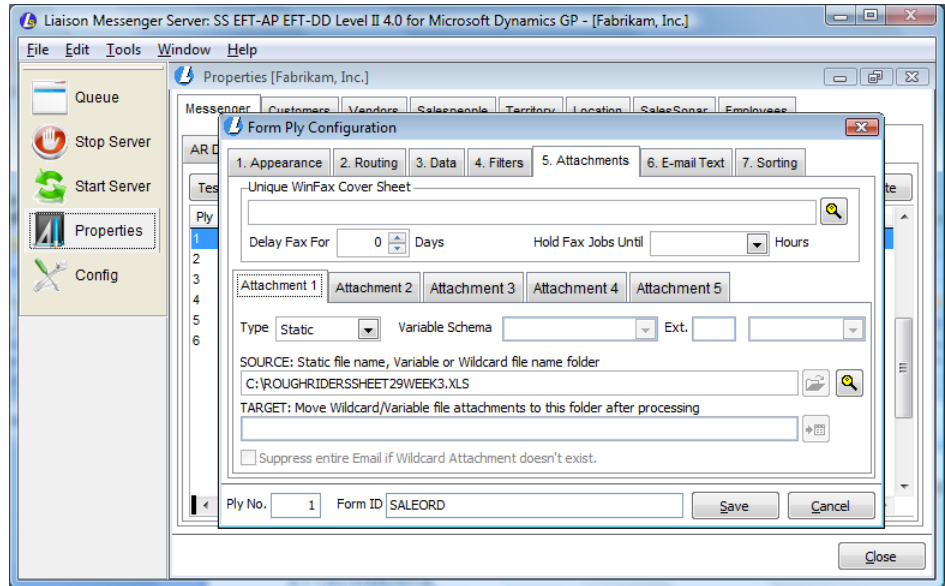 Liaison Messenger Server: SS EFT-AP EFT-DD Level II 4.0 for Microsoft Dynamics GP - [Fabrikam, Inc.]
File Edit Tools Window Help
Queue
Stop Server
Start Server
Properties
Config
Properties [Fabrikam, Inc.]
Messenger Customers Vendors Salespeople Territory Location SalesSonar Employees
AR D
Tes
te
Ply
1
2
3
4
5
6
Form Ply Configuration
1. Appearance 2. Routing 3. Data 4. Filters 5. Attachments 6. E-mail Text 7. Sorting
Unique WinFax Cover Sheet
Delay Fax For 0 Days Hold Fax Jobs Until Hours
Attachment 1 Attachment 2 Attachment 3 Attachment 4 Attachment 5
Type Static Variable Schema Ext.
SOURCE: Static file name, Variable or Wildcard file name folder
C:\ROUGHRIDERSSHEET29WEEK3.XLS
TARGET: Move Wildcard/Variable file attachments to this folder after processing
Suppress entire Email if Wildcard Attachment doesn't exist.
Ply No. 1 Form ID SALEORD Save Cancel
Close